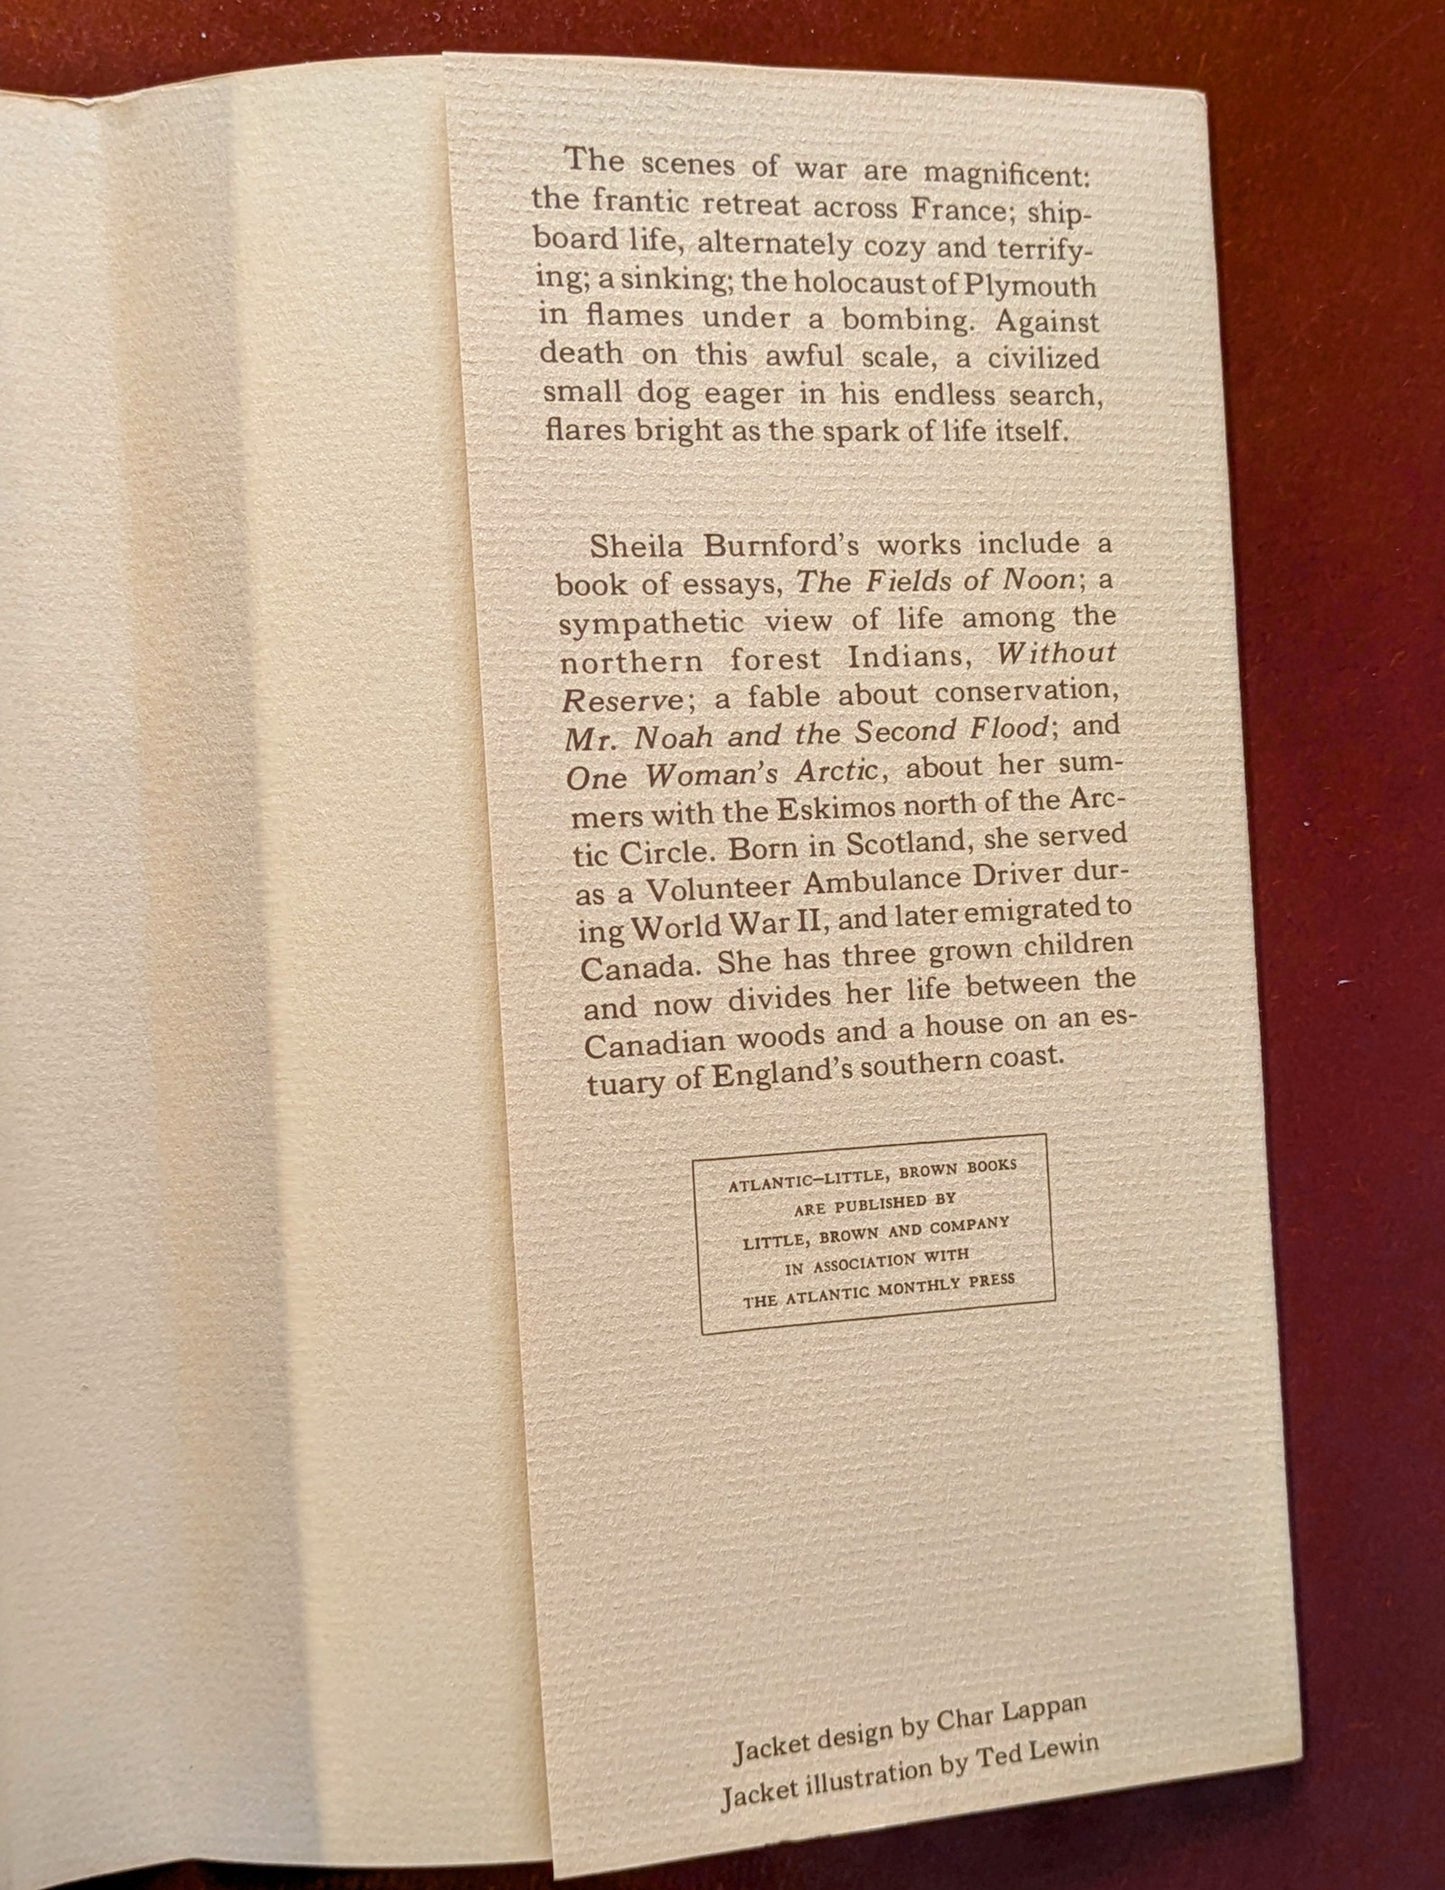 The scenes of war are magnificent:
the frantic retreat across France; ship-
board life, alternately cozy and terrify-
ing; a sinking; the holocaust of Plymouth
in flames under a bombing. Against
death on this awful scale, a civilized
small dog eager in his endless search,
flares bright as the spark of life itself.
Sheila Burnford's works include a
book of essays, The Fields of Noon; a
sympathetic view of life among the
northern forest Indians, Without
Reserve; a fable about conservation,
Mr. Noah and the Second Flood; and
One Woman's Arctic, about her sum-
mers with the Eskimos north of the Arc-
tic Circle. Born in Scotland, she served
as a Volunteer Ambulance Driver dur-
ing World War II, and later emigrated to
Canada. She has three grown children
and now divides her life between the
Canadian woods and a house on an es-
tuary of England's southern coast.
ATLANTIC–LITTLE, BROWN BOOKS
ARE PUBLISHED BY
LITTLE, BROWN AND COMPANY
IN ASSOCIATION WITH
THE ATLANTIC MONTHLY PRESS
Jacket design by Char Lappan
Jacket illustration by Ted Lewin